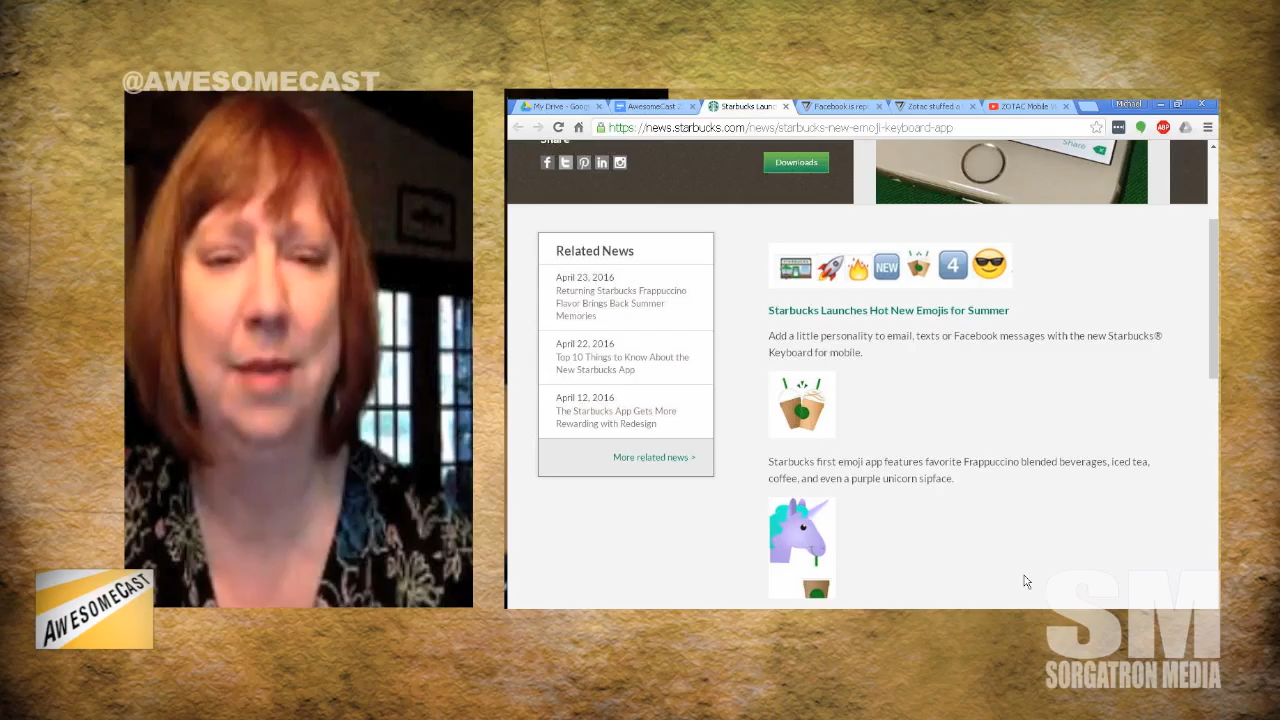 @AWESOMECAST
My Drive - Goog
AwesomeCast 2
Starbucks Laun
Facebook is rep
Zotac stuffed a
ZOTAC Mobile V
Michael
https://news.starbucks.com/news/starbucks-new-emoji-keyboard-app
ABP
Share
Downloads
Share
Related News
April 23, 2016
Returning Starbucks Frappuccino
Flavor Brings Back Summer
Memories
April 22, 2016
Top 10 Things to Know About the
New Starbucks App
April 12, 2016
The Starbucks App Gets More
Rewarding with Redesign
More related news >
NEW
4
Starbucks Launches Hot New Emojis for Summer
Add a little personality to email, texts or Facebook messages with the new Starbucks®
Keyboard for mobile.
Starbucks first emoji app features favorite Frappuccino blended beverages, iced tea,
coffee, and even a purple unicorn sipface.
AWESOMECAST
SM
SORGATRON MEDIA